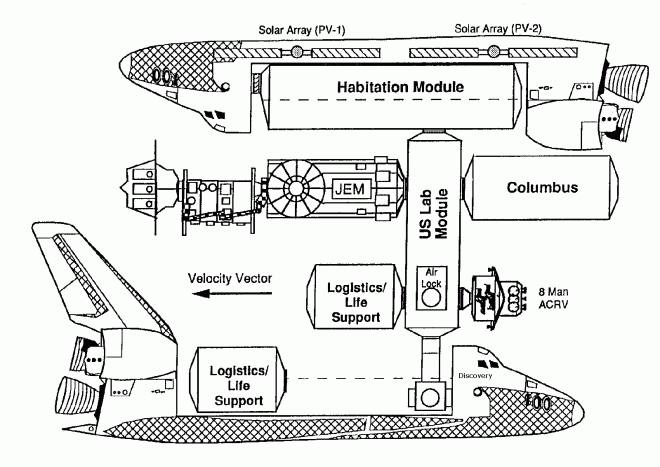 Solar Array (PV-1)
Solar Array (PV-2)
Habitation Module
JEM
US Lab
Module
Columbus
Velocity Vector
Logistics/
Life
Support
Air
Lock
8 Man
ACRV
Logistics/
Life
Support
Discovery